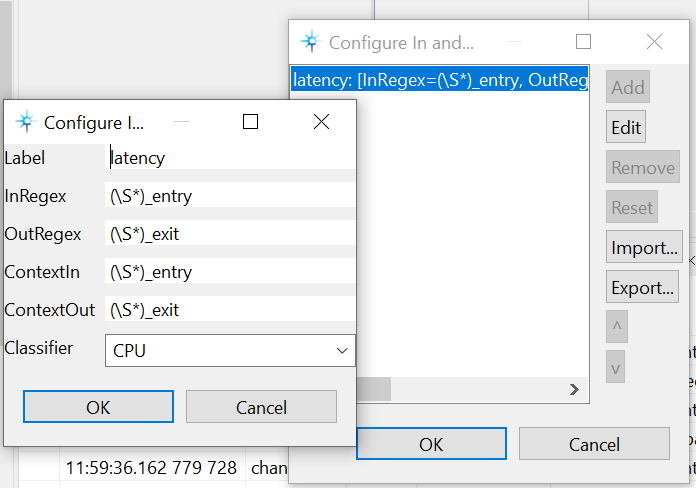 Configure In and...
latency: [InRegex=(\S*)_entry, OutReg
Add
Edit
Remove
Reset
Import...
Export...
^
v
OK
Cancel
Configure I...
Label
latency
InRegex
(\S*)_entry
OutRegex
(\S*)_exit
ContextIn
(\S*)_entry
ContextOut
(\S*)_exit
Classifier
CPU
OK
Cancel
11:59:36.162 779 728
chan